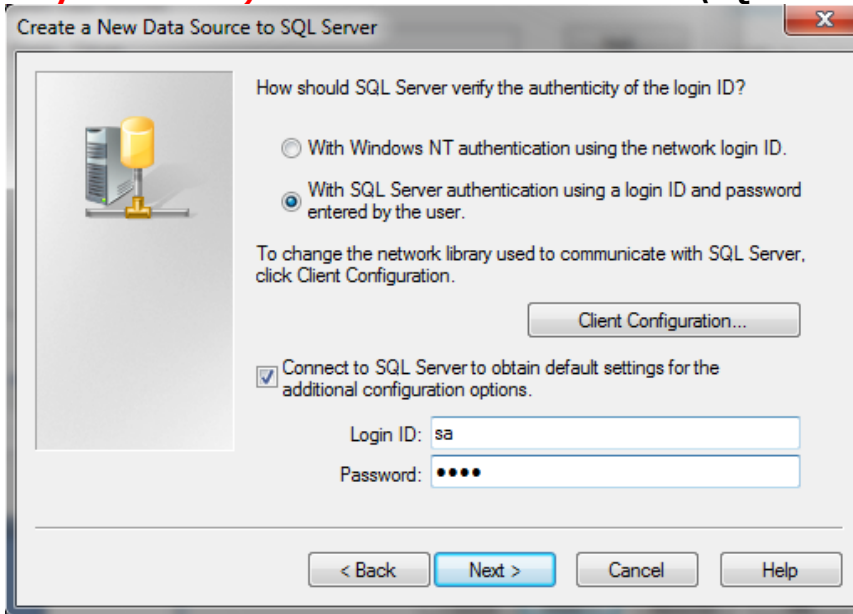 Create a New Data Source to SQL Server
How should SQL Server verify the authenticity of the login ID?
With Windows NT authentication using the network login ID.
With SQL Server authentication using a login ID and password
entered by the user.
To change the network library used to communicate with SQL Server,
click Client Configuration.
Client Configuration...
Connect to SQL Server to obtain default settings for the
additional configuration options.
Login ID: sa
Password: ••••
< Back Next > Cancel Help